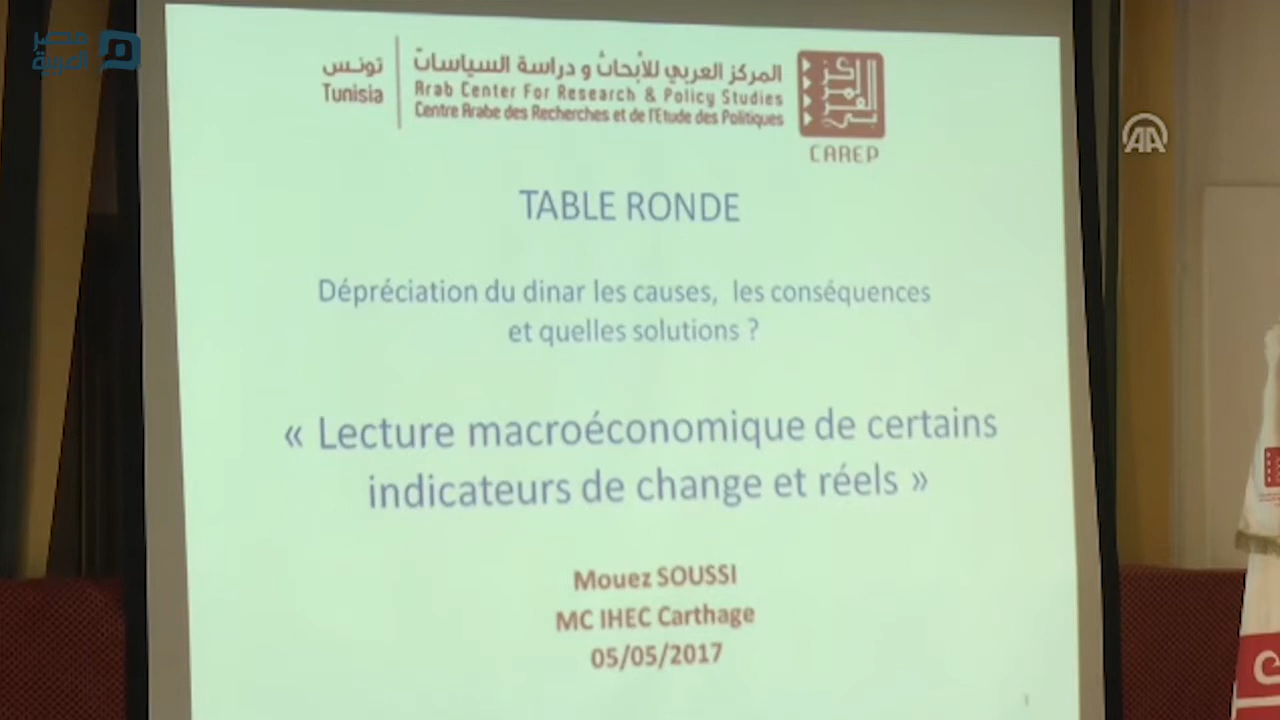 مصر العربية
تونس
Tunisia
المركز العربي للأبحاث و دراسة السياسات
Arab Center For Research & Policy Studies
Centre Arabe des Recherches et de l'Etude des Politiques
CAREP
AA
TABLE RONDE
Dépréciation du dinar les causes, les conséquences
et quelles solutions ?
« Lecture macroéconomique de certains
indicateurs de change et réels »
Mouez SOUSSI
MC IHEC Carthage
05/05/2017
1